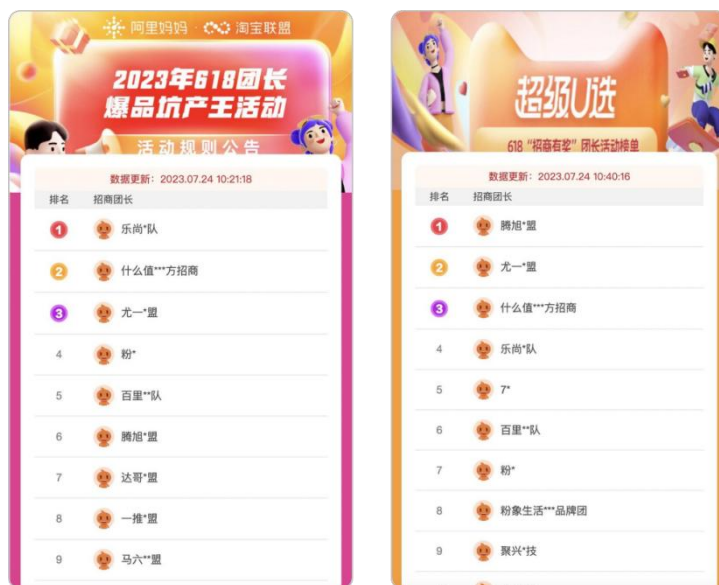 阿里妈妈 · 淘宝联盟
2023年618团长
爆品坑产王活动
活动规则公告
数据更新：2023.07.24 10:21:18
排名 招商团长
1 乐尚*队
2 什么值***方招商
3 尤一*盟
4 粉*
5 百里**队
6 腾旭*盟
7 达哥*盟
8 一推*盟
9 马六**盟
超级U选
618 “招商有奖” 团长活动榜单
数据更新：2023.07.24 10:40:16
排名 招商团长
1 腾旭*盟
2 尤一*盟
3 什么值***方招商
4 乐尚*队
5 7*
6 百里**队
7 粉*
8 粉象生活***品牌团
9 聚兴*技